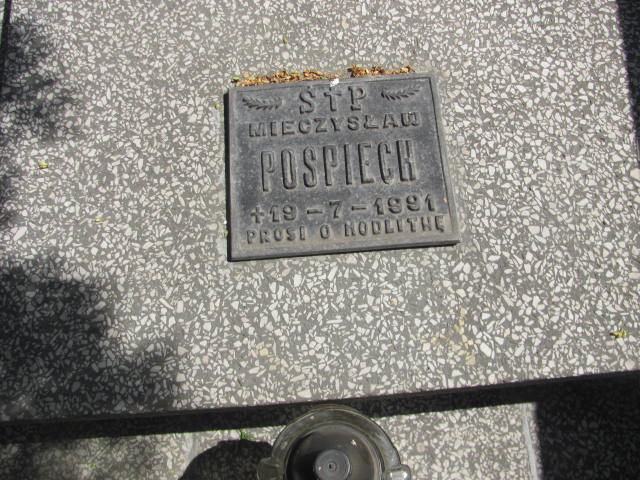 Ś†P
MIECZYSŁAW
POSPIECH
+19-7-1991
PROSI O MODLITWĘ